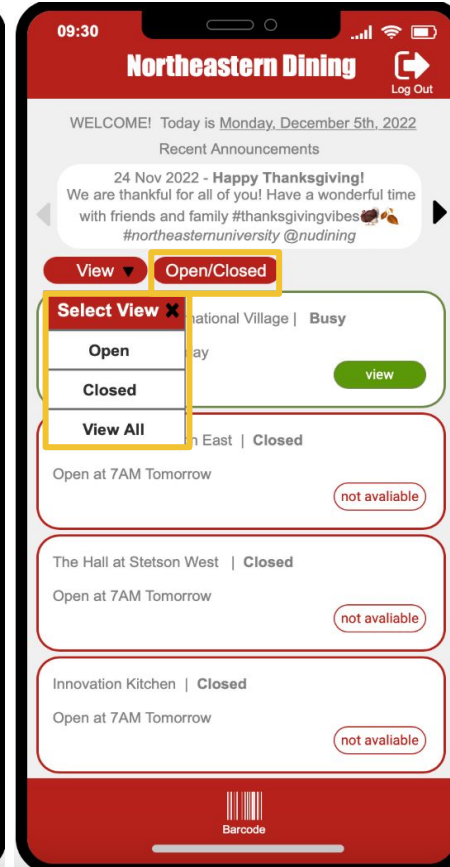 09:30
Northeastern Dining
Log Out
WELCOME! Today is Monday, December 5th, 2022
Recent Announcements
24 Nov 2022 - Happy Thanksgiving!
We are thankful for all of you! Have a wonderful time
with friends and family #thanksgivingvibes🦃🍂
#northeasternuniversity @nudining
View ▼ Open/Closed
Select View ✖
national Village | Busy
Open
ay
view
Closed
View All
East | Closed
Open at 7AM Tomorrow
not avaliable
The Hall at Stetson West | Closed
Open at 7AM Tomorrow
not avaliable
Innovation Kitchen | Closed
Open at 7AM Tomorrow
not avaliable
Barcode